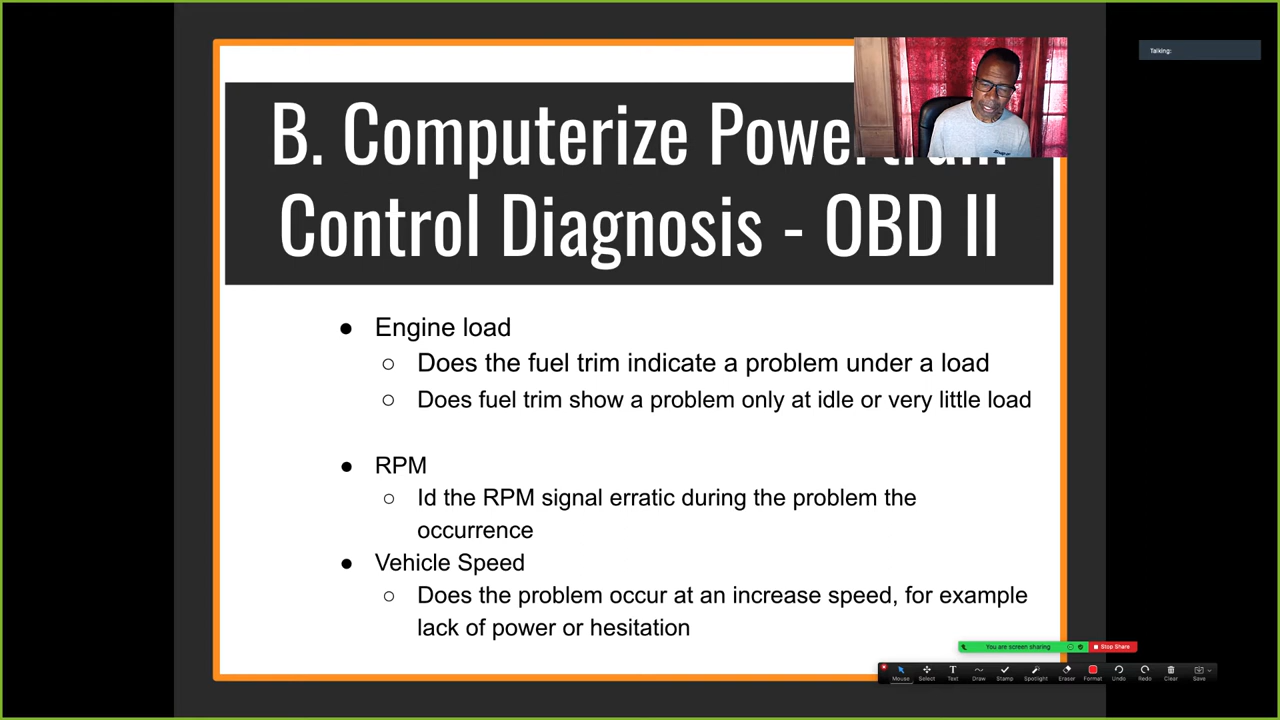 B. Computerize Powertrain
Control Diagnosis - OBD II
Talking:
Snap-on
● Engine load
○ Does the fuel trim indicate a problem under a load
○ Does fuel trim show a problem only at idle or very little load
● RPM
○ Id the RPM signal erratic during the problem the
occurrence
● Vehicle Speed
○ Does the problem occur at an increase speed, for example
lack of power or hesitation
You are screen sharing Stop Share
Mouse Select Text Draw Stamp Spotlight Eraser Format Undo Redo Clear Save